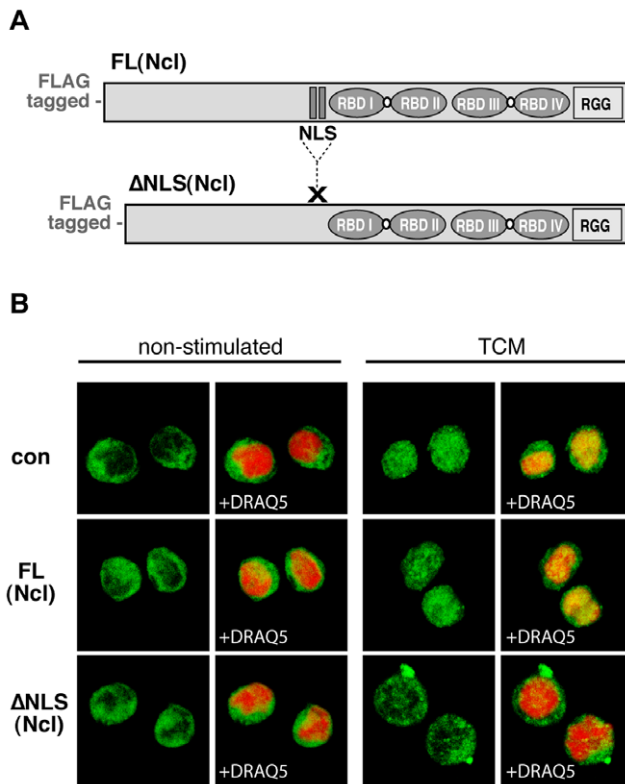 A
FL(Ncl)
FLAG
tagged -
RBD I RBD II RBD III RBD IV RGG
NLS
X
ΔNLS(Ncl)
FLAG
tagged -
RBD I RBD II RBD III RBD IV RGG
B
non-stimulated TCM
con
+DRAQ5 +DRAQ5
FL
(Ncl)
+DRAQ5 +DRAQ5
ΔNLS
(Ncl)
+DRAQ5 +DRAQ5